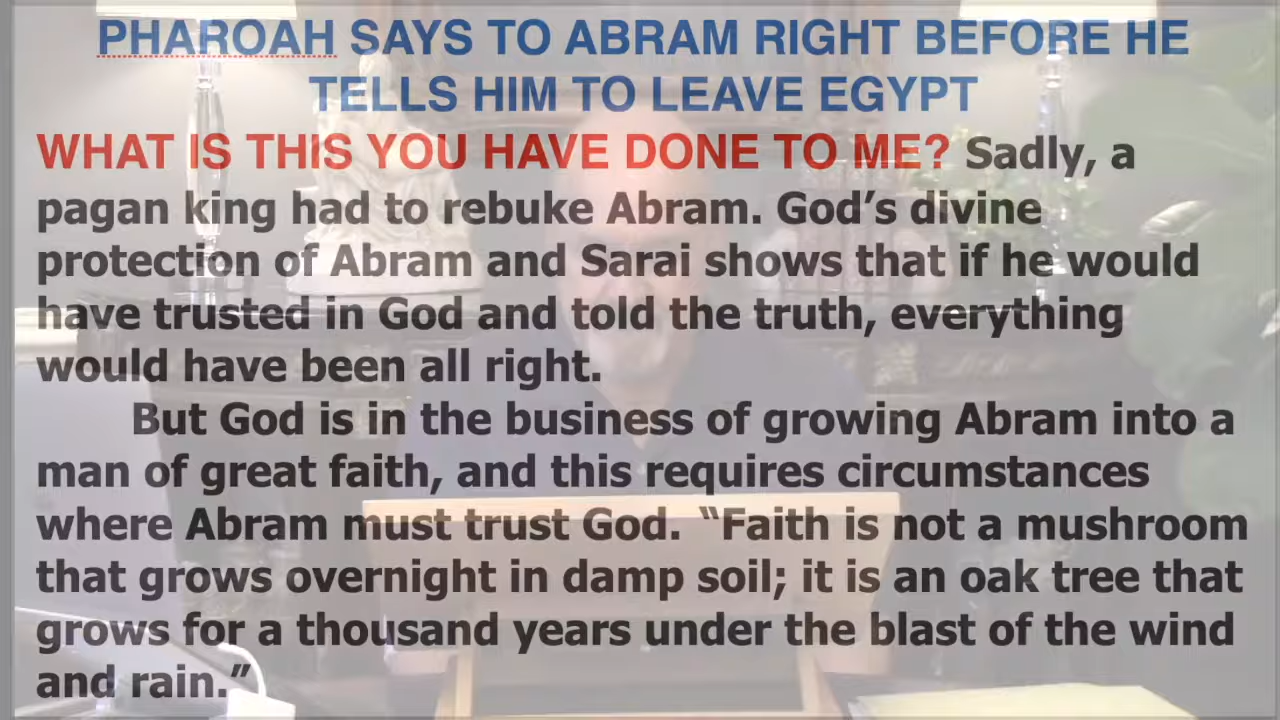 PHAROAH SAYS TO ABRAM RIGHT BEFORE HE
TELLS HIM TO LEAVE EGYPT
WHAT IS THIS YOU HAVE DONE TO ME? Sadly, a
pagan king had to rebuke Abram. God’s divine
protection of Abram and Sarai shows that if he would
have trusted in God and told the truth, everything
would have been all right.
But God is in the business of growing Abram into a
man of great faith, and this requires circumstances
where Abram must trust God. “Faith is not a mushroom
that grows overnight in damp soil; it is an oak tree that
grows for a thousand years under the blast of the wind
and rain.”